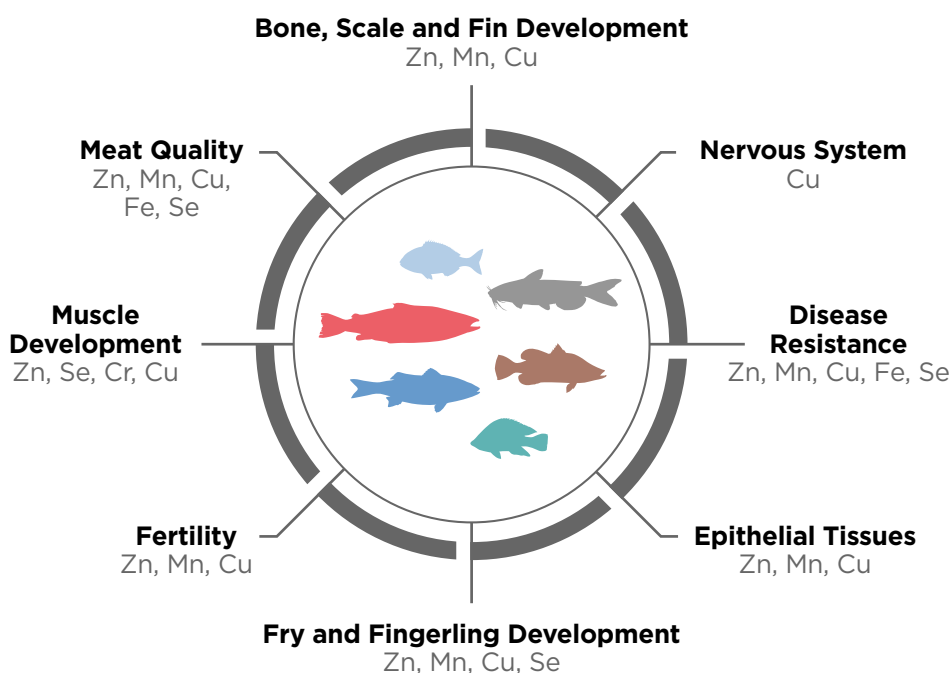 Bone, Scale and Fin Development
Zn, Mn, Cu
Meat Quality
Zn, Mn, Cu,
Fe, Se
Nervous System
Cu
Muscle
Development
Zn, Se, Cr, Cu
Disease
Resistance
Zn, Mn, Cu, Fe, Se
Fertility
Zn, Mn, Cu
Epithelial Tissues
Zn, Mn, Cu
Fry and Fingerling Development
Zn, Mn, Cu, Se